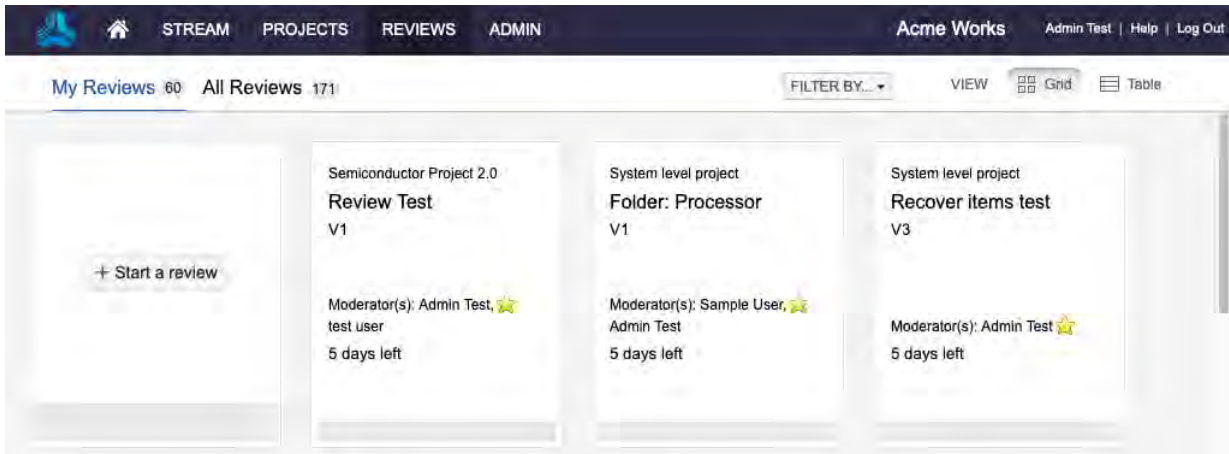 STREAM PROJECTS REVIEWS ADMIN Acme Works Admin Test | Help | Log Out
My Reviews 60 All Reviews 171 FILTER BY... VIEW Grid Table
+ Start a review
Semiconductor Project 2.0
Review Test
V1
Moderator(s): Admin Test,
test user
5 days left
System level project
Folder: Processor
V1
Moderator(s): Sample User,
Admin Test
5 days left
System level project
Recover items test
V3
Moderator(s): Admin Test
5 days left